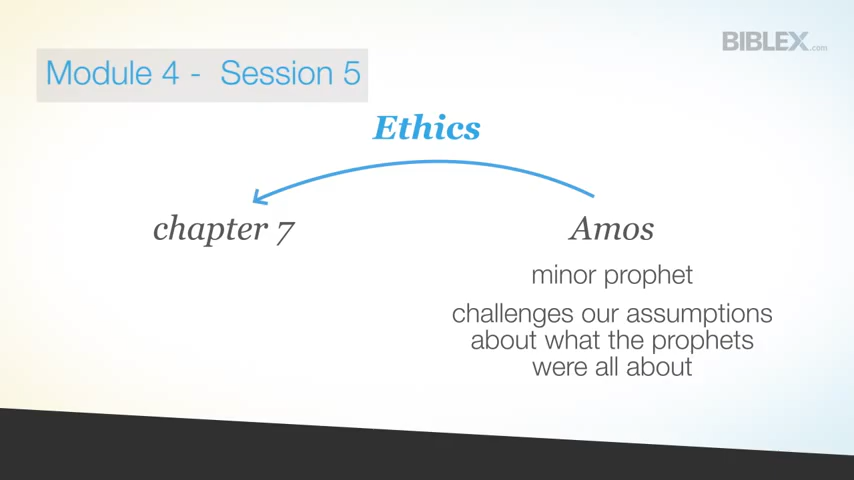 BIBLEX.com
Module 4 - Session 5
Ethics
chapter 7
Amos
minor prophet
challenges our assumptions
about what the prophets
were all about